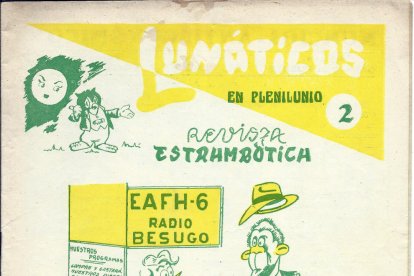 LUNÁTICOS
EN PLENILUNIO
2
REVISTA
ESTRAMBÓTICA
EAFH-6
RADIO
BESUGO
NUESTROS
PROGRAMAS